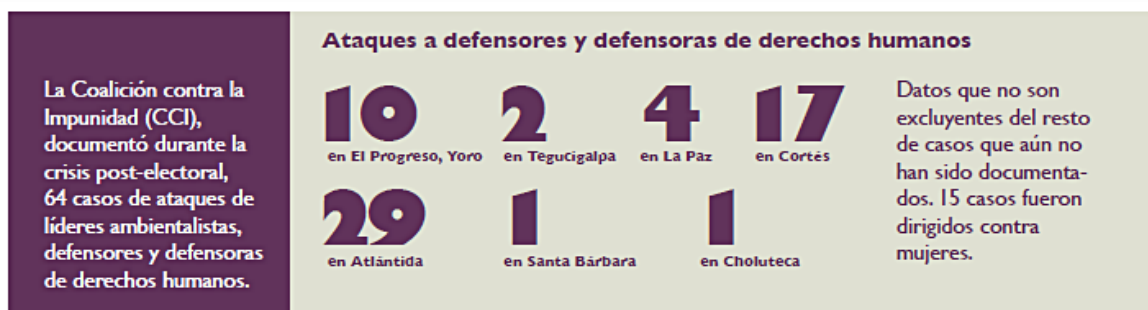 La Coalición contra la
Impunidad (CCI),
documentó durante la
crisis post-electoral,
64 casos de ataques de
líderes ambientalistas,
defensores y defensoras
de derechos humanos.
Ataques a defensores y defensoras de derechos humanos
10
en El Progreso, Yoro
2
en Tegucigalpa
4
en La Paz
17
en Cortés
29
en Atlántida
1
en Santa Bárbara
1
en Choluteca
Datos que no son
excluyentes del resto
de casos que aún no
han sido documenta-
dos. 15 casos fueron
dirigidos contra
mujeres.